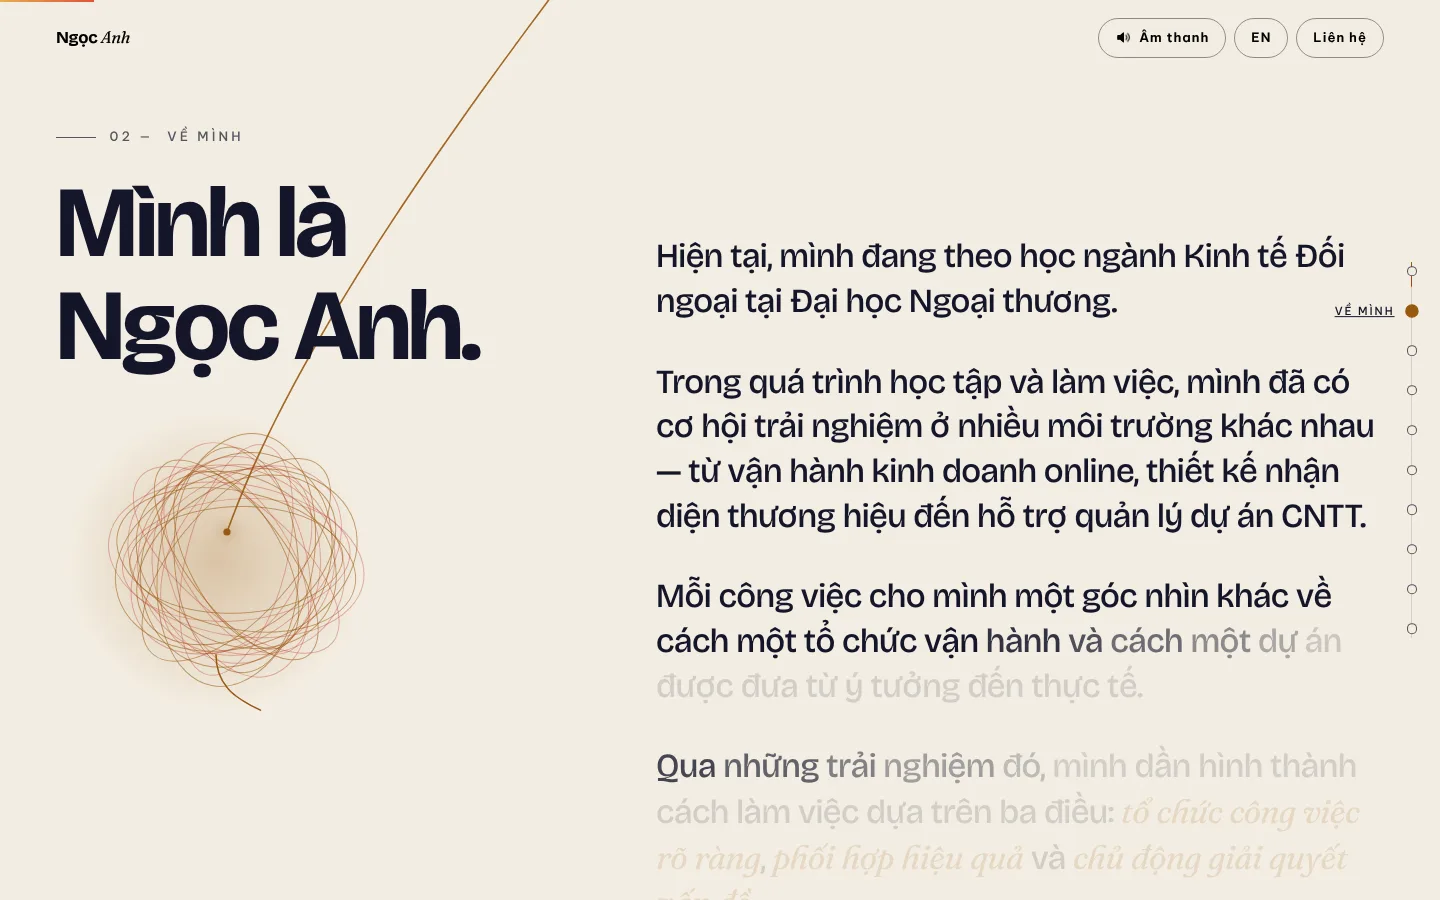 Ngọc Anh
Âm thanh
EN
Liên hệ
02 — VỀ MÌNH
Mình là
Ngọc Anh.
Hiện tại, mình đang theo học ngành Kinh tế Đối
ngoại tại Đại học Ngoại thương.
VỀ MÌNH
Trong quá trình học tập và làm việc, mình đã có
cơ hội trải nghiệm ở nhiều môi trường khác nhau
— từ vận hành kinh doanh online, thiết kế nhận
diện thương hiệu đến hỗ trợ quản lý dự án CNTT.
Mỗi công việc cho mình một góc nhìn khác về
cách một tổ chức vận hành và cách một dự án
được đưa từ ý tưởng đến thực tế.
Qua những trải nghiệm đó, mình dần hình thành
cách làm việc dựa trên ba điều: tổ chức công việc
rõ ràng, phối hợp hiệu quả và chủ động giải quyết